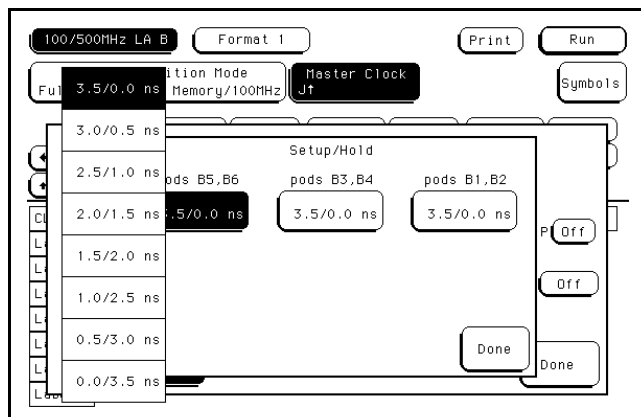 100/500MHz LA B Format 1 Print Run
ition Mode
Ful Memory/100MHz
Master Clock
J↑
Symbols
3.5/0.0 ns
3.0/0.5 ns
2.5/1.0 ns
2.0/1.5 ns
1.5/2.0 ns
1.0/2.5 ns
0.5/3.0 ns
0.0/3.5 ns
Setup/Hold
pods B5,B6 pods B3,B4 pods B1,B2
3.5/0.0 ns 3.5/0.0 ns 3.5/0.0 ns
Done
P Off
Off
Done